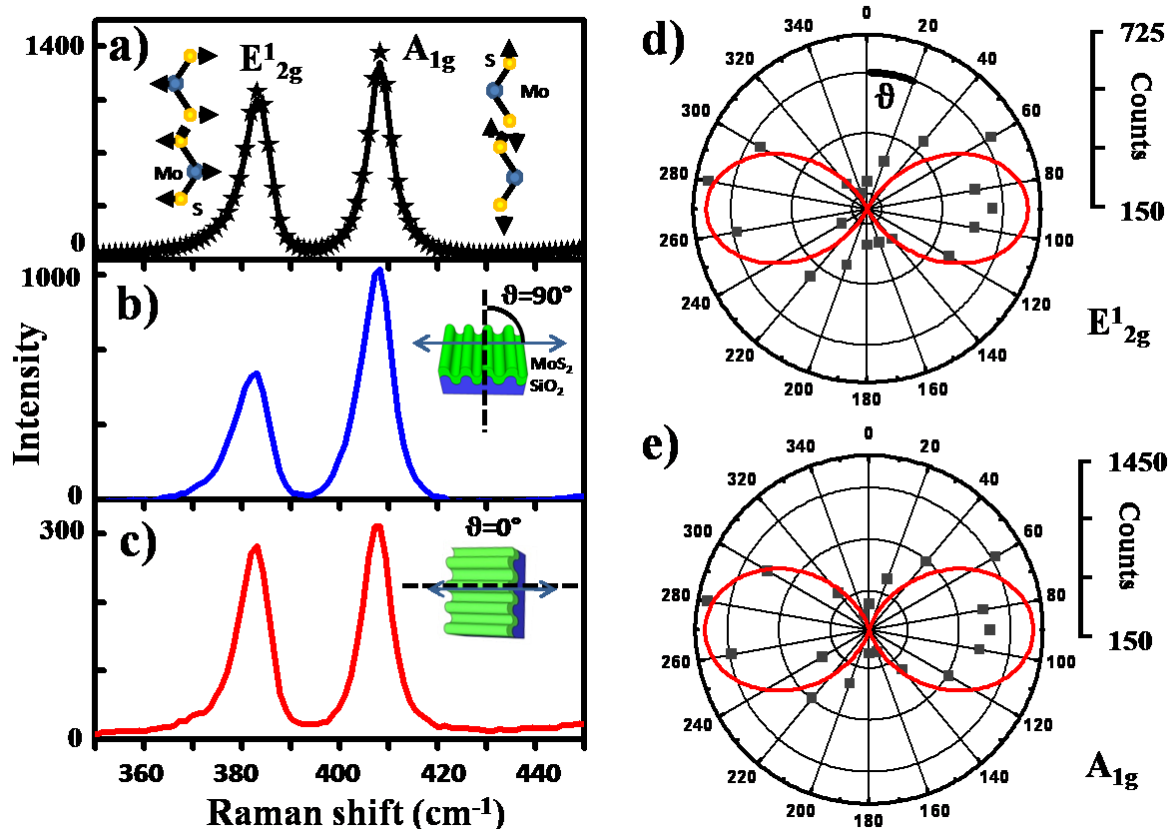 a)
1400
0
E¹₂g
A₁g
Mo
S
S
Mo
b)
1000
0
ϑ=90°
MoS₂
SiO₂
Intensity
c)
300
0
ϑ=0°
360 380 400 420 440
Raman shift (cm⁻¹)
d)
0
20
40
60
80
100
120
140
160
180
200
220
240
260
280
300
320
340
ϑ
725
Counts
150
E¹₂g
e)
0
20
40
60
80
100
120
140
160
180
200
220
240
260
280
300
320
340
1450
Counts
150
A₁g